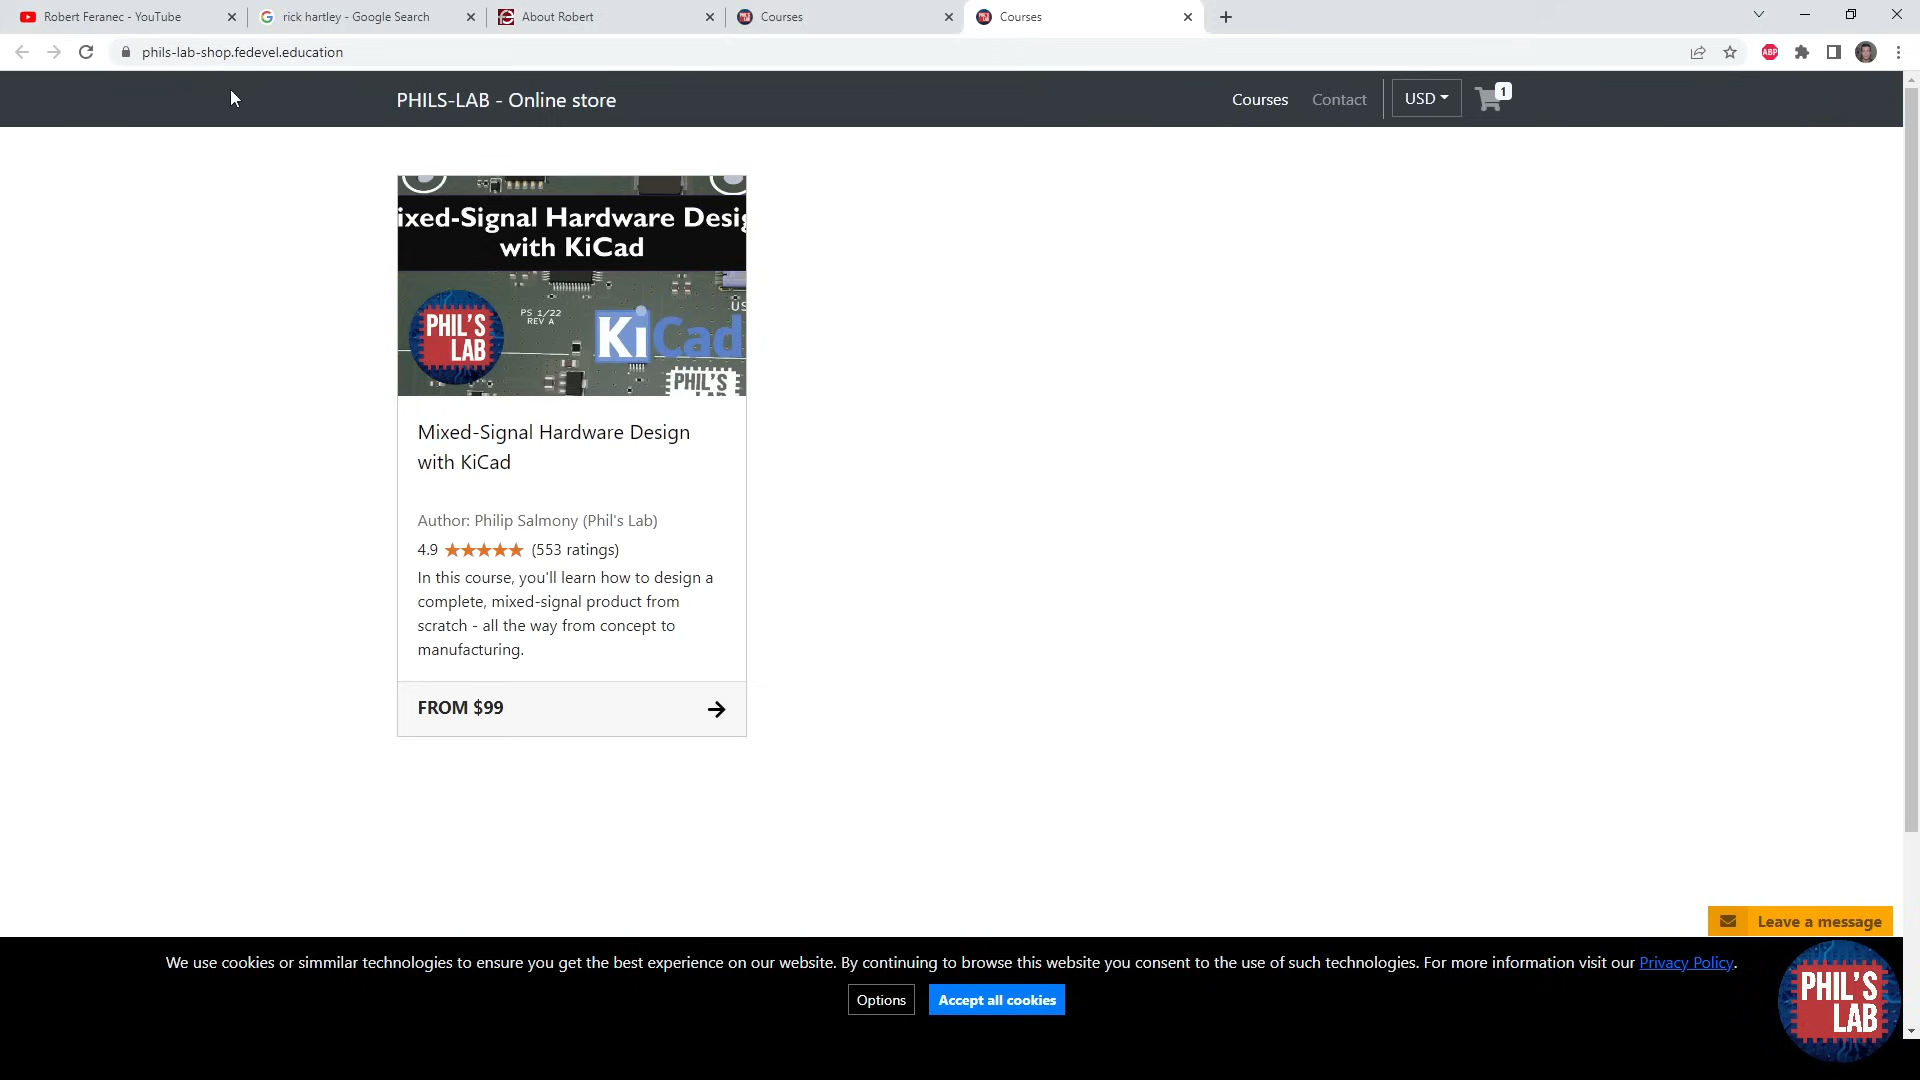 Robert Feranec - YouTube
rick hartley - Google Search
About Robert
Courses
Courses
phils-lab-shop.fedevel.education
ABP
PHILS-LAB - Online store
Courses
Contact
USD
1
ixed-Signal Hardware Desig
with KiCad
PS 1/22
REV A
US
PHIL'S
LAB
KiCad
PHIL'S
LAB
Mixed-Signal Hardware Design
with KiCad
Author: Philip Salmony (Phil's Lab)
4.9 ★★★★★ (553 ratings)
In this course, you'll learn how to design a
complete, mixed-signal product from
scratch - all the way from concept to
manufacturing.
FROM $99
Leave a message
We use cookies or simmilar technologies to ensure you get the best experience on our website. By continuing to browse this website you consent to the use of such technologies. For more information visit our Privacy Policy.
Options
Accept all cookies
PHIL'S
LAB